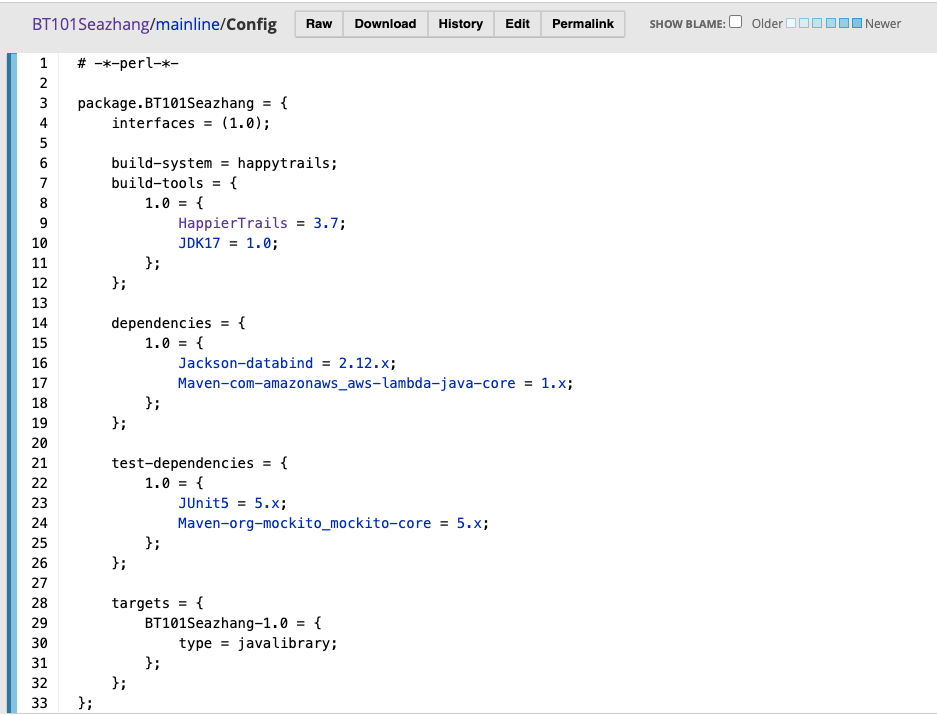 BT101Seazhang/mainline/Config Raw Download History Edit Permalink SHOW BLAME: Older Newer
1 # -*-perl-*-
2
3 package.BT101Seazhang = {
4 interfaces = (1.0);
5
6 build-system = happytrails;
7 build-tools = {
8 1.0 = {
9 HappierTrails = 3.7;
10 JDK17 = 1.0;
11 };
12 };
13
14 dependencies = {
15 1.0 = {
16 Jackson-databind = 2.12.x;
17 Maven-com-amazonaws_aws-lambda-java-core = 1.x;
18 };
19 };
20
21 test-dependencies = {
22 1.0 = {
23 JUnit5 = 5.x;
24 Maven-org-mockito_mockito-core = 5.x;
25 };
26 };
27
28 targets = {
29 BT101Seazhang-1.0 = {
30 type = javalibrary;
31 };
32 };
33 };